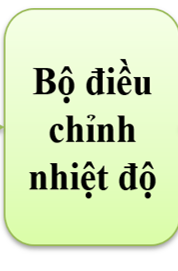 Bộ điều
chỉnh
nhiệt độ